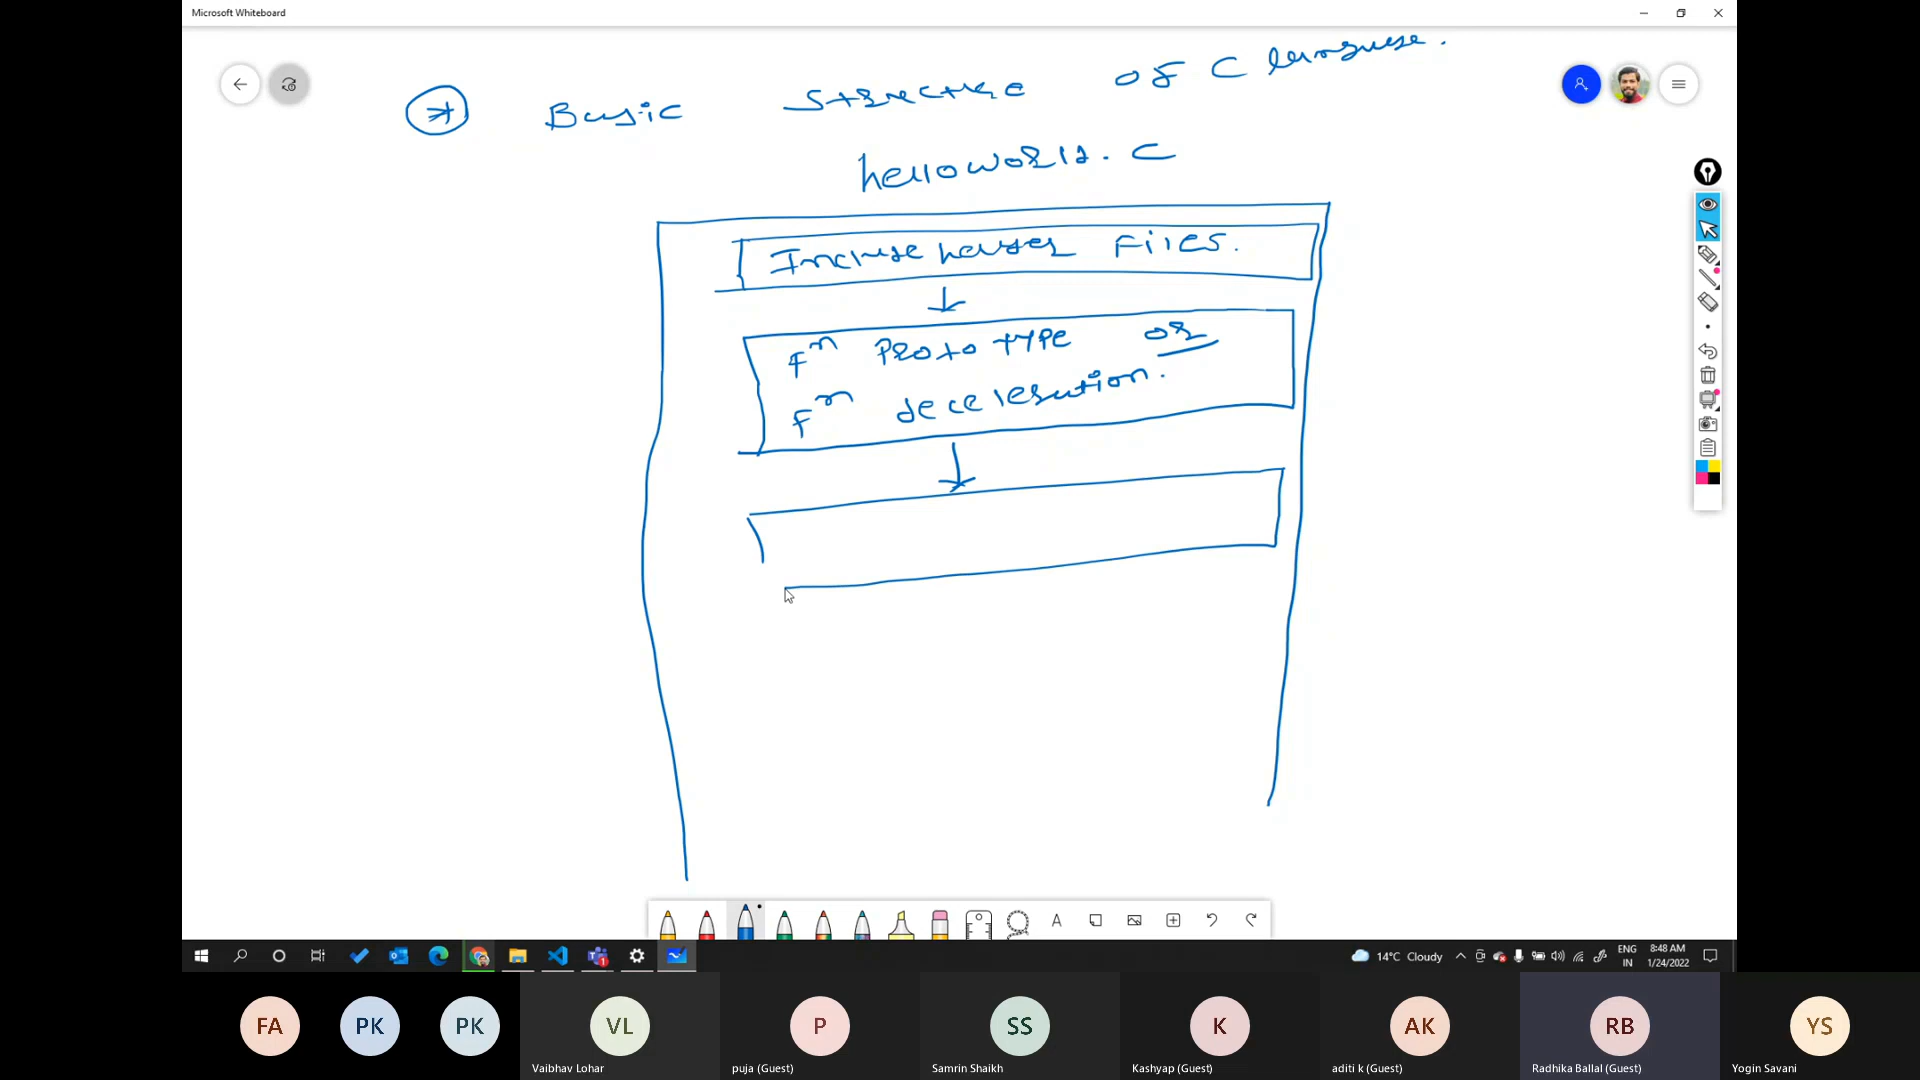 Microsoft Whiteboard
Basic structure of C language.
helloworld.c
Include header Files.
Fn Prototype or
Fn deceleration.
A
14°C Cloudy
ENG
IN
8:48 AM
1/24/2022
FA
PK
PK
VL
Vaibhav Lohar
P
puja (Guest)
SS
Samrin Shaikh
K
Kashyap (Guest)
AK
aditi k (Guest)
RB
Radhika Ballal (Guest)
YS
Yogin Savani